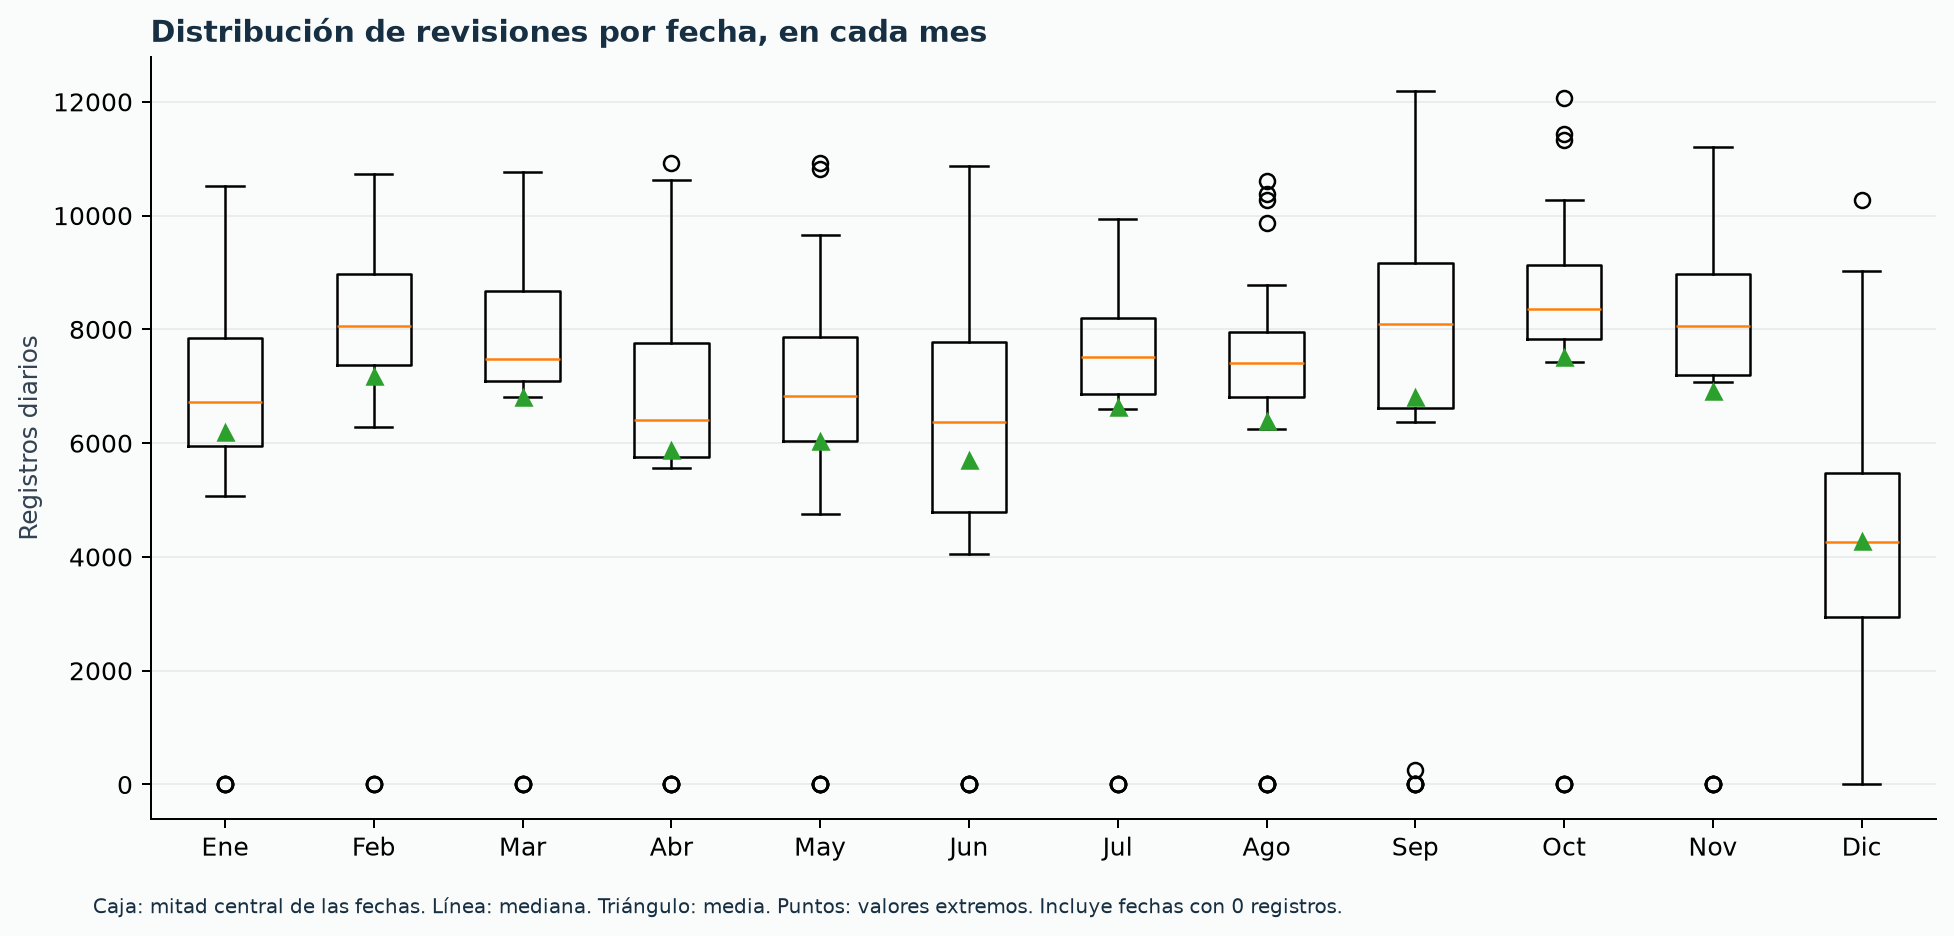 Distribución de revisiones por fecha, en cada mes
Registros diarios
12000
10000
8000
6000
4000
2000
0
Ene Feb Mar Abr May Jun Jul Ago Sep Oct Nov Dic
Caja: mitad central de las fechas. Línea: mediana. Triángulo: media. Puntos: valores extremos. Incluye fechas con 0 registros.